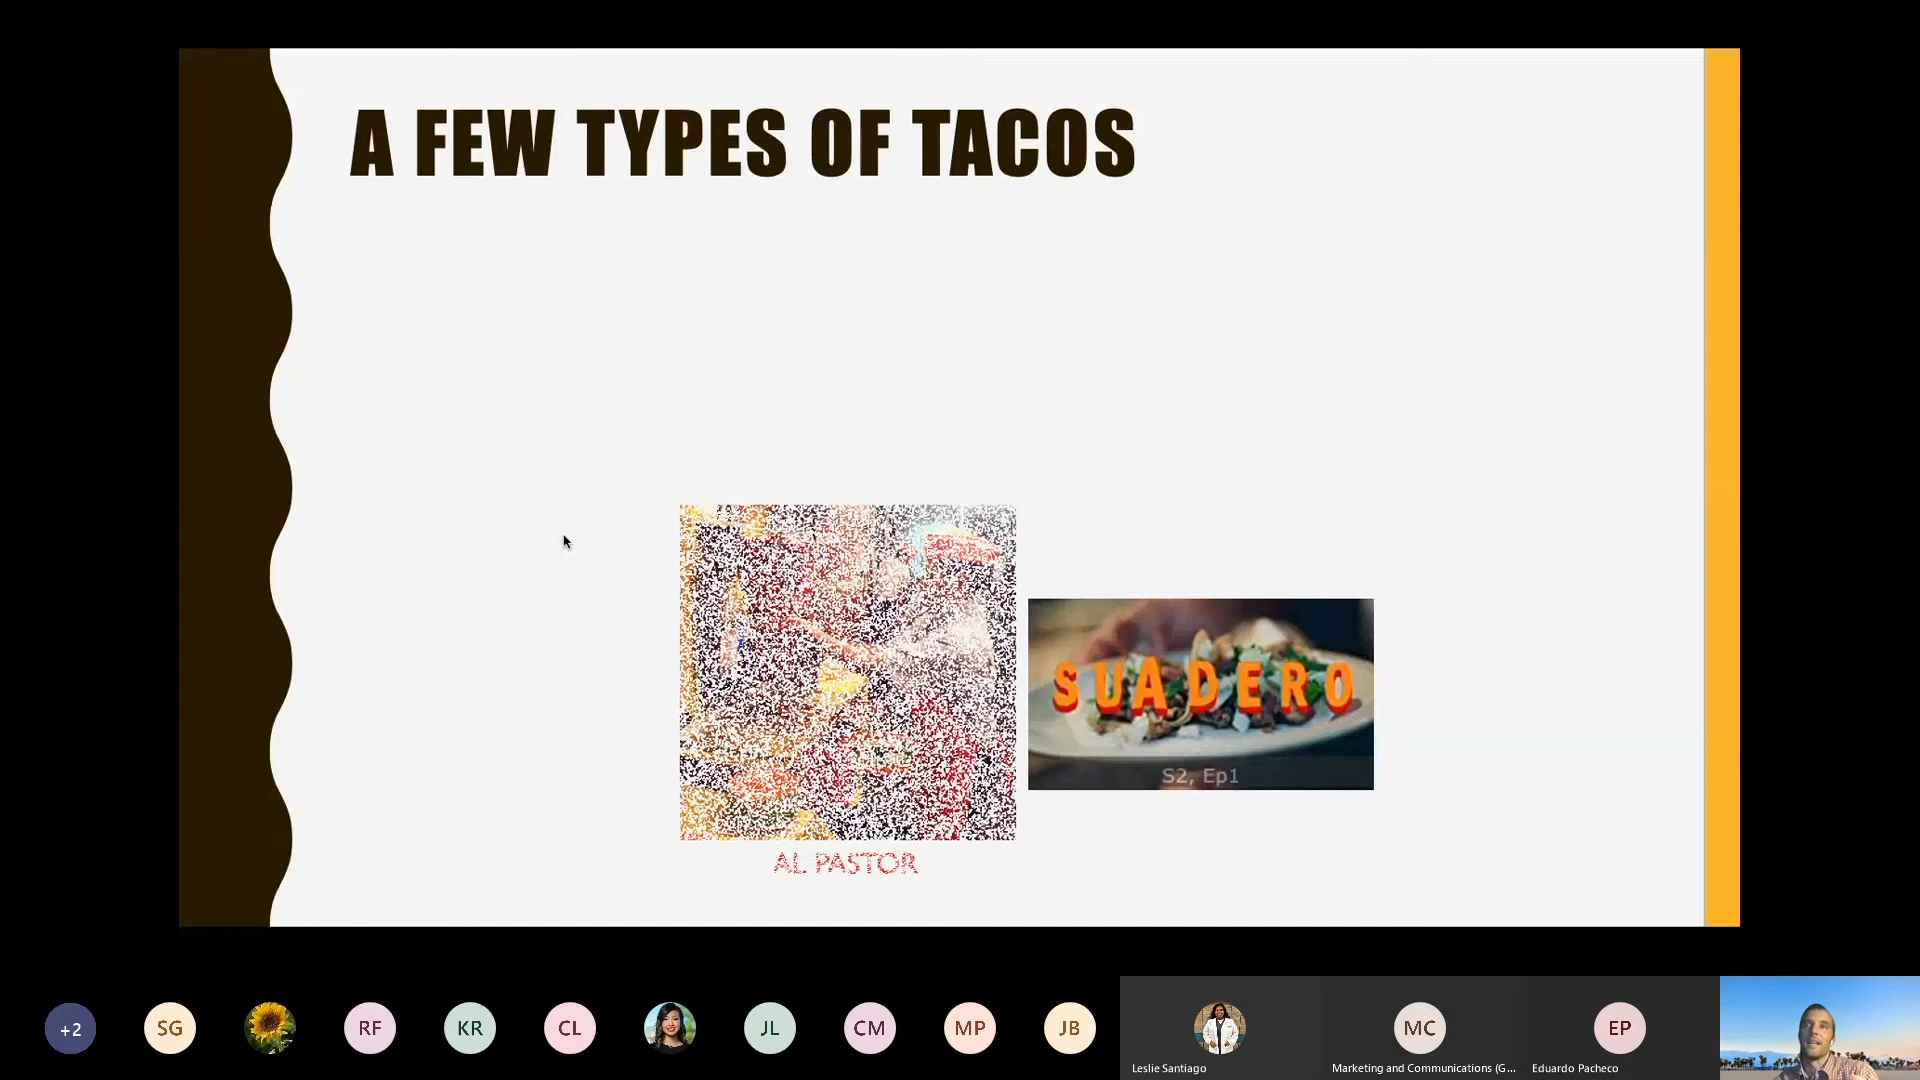 A FEW TYPES OF TACOS
SUADERO
S2, Ep1
AL PASTOR
+2
SG
RF
KR
CL
JL
CM
MP
JB
MC
EP
Leslie Santiago
Marketing and Communications (G...
Eduardo Pacheco